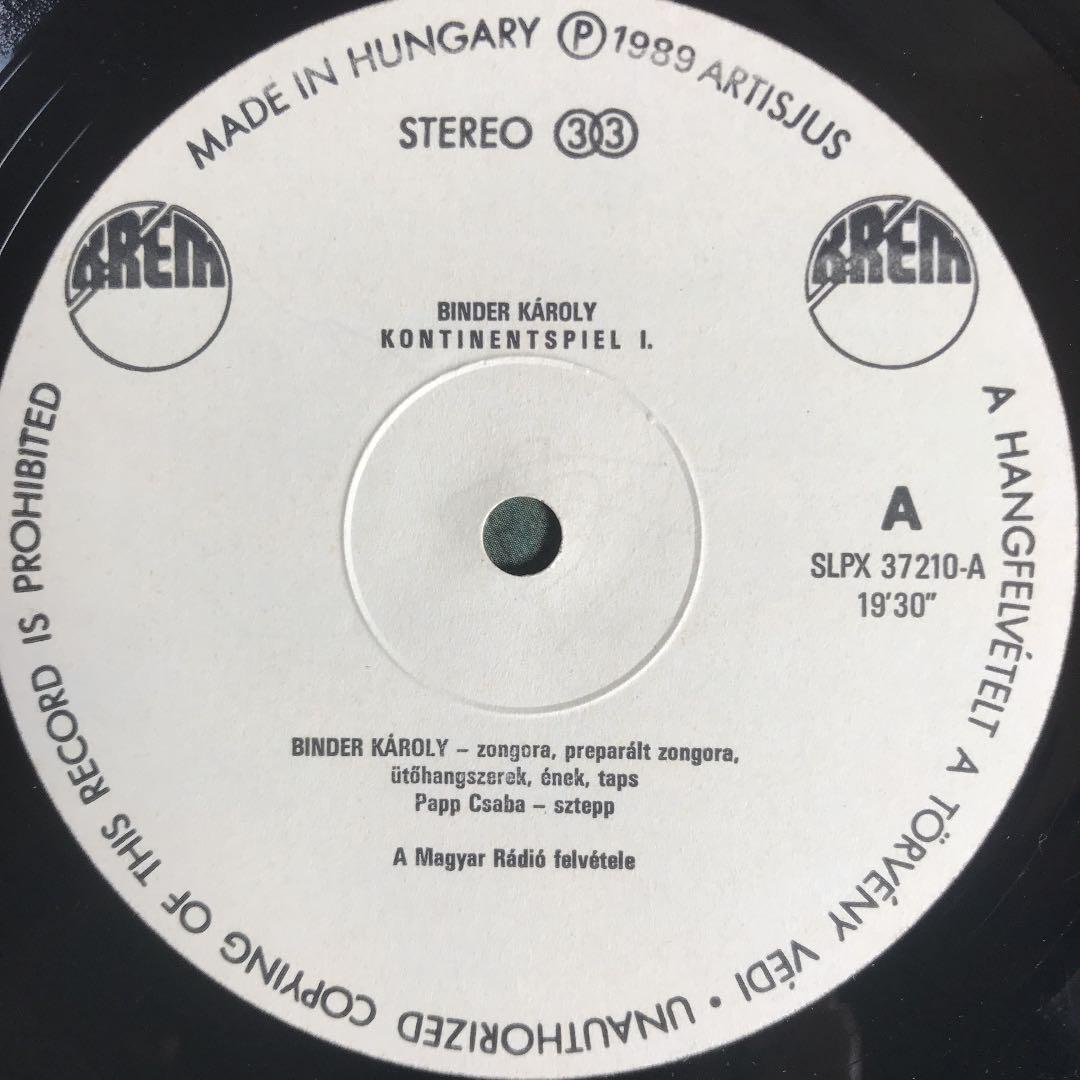 MADE IN HUNGARY Ⓟ 1989 ARTISJUS
STEREO 33
KRÉM
KRÉM
BINDER KÁROLY
KONTINENTSPIEL I.
A
SLPX 37210-A
19'30"
BINDER KÁROLY – zongora, preparált zongora,
ütőhangszerek, ének, taps
Papp Csaba – sztepp
A Magyar Rádió felvétele
A HANGFELVÉTELT A TÖRVÉNY VÉDI • UNAUTHORIZED COPYING OF THIS RECORD IS PROHIBITED